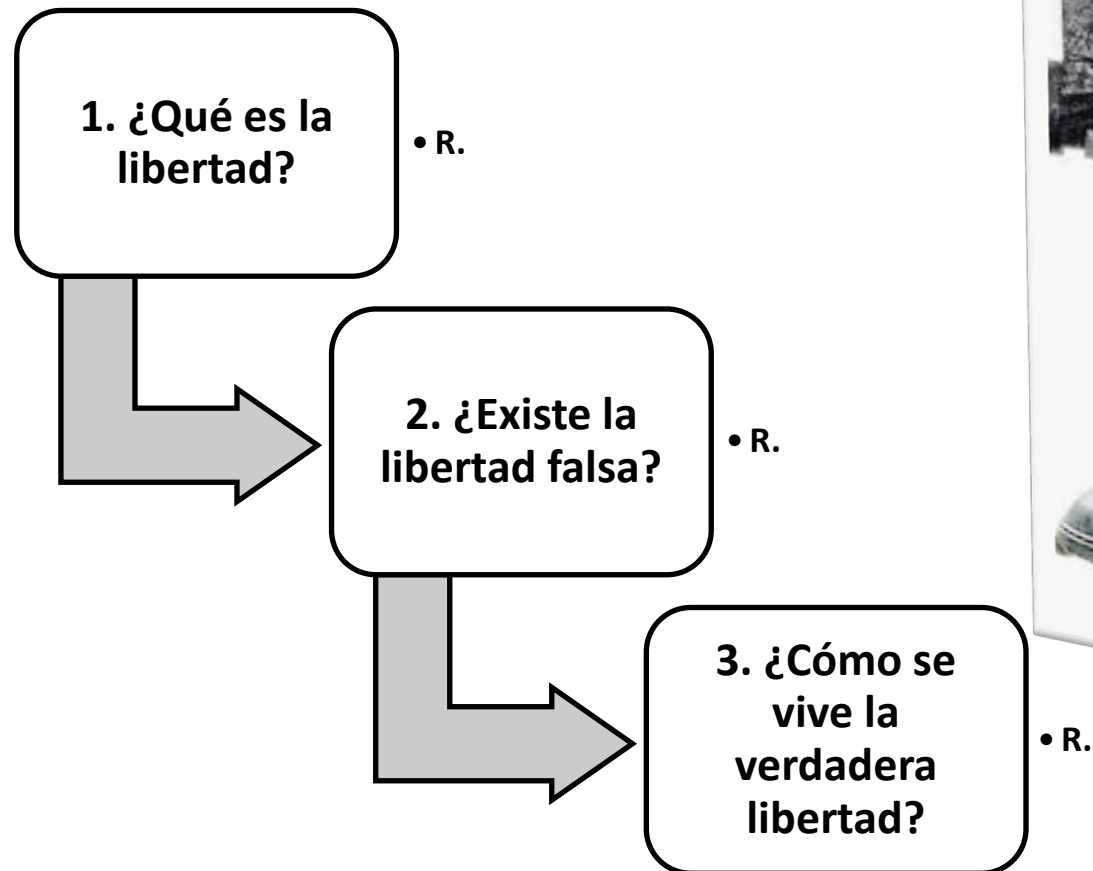 1. ¿Qué es la
libertad?
• R.
2. ¿Existe la
libertad falsa?
• R.
3. ¿Cómo se
vive la
verdadera
libertad?
• R.